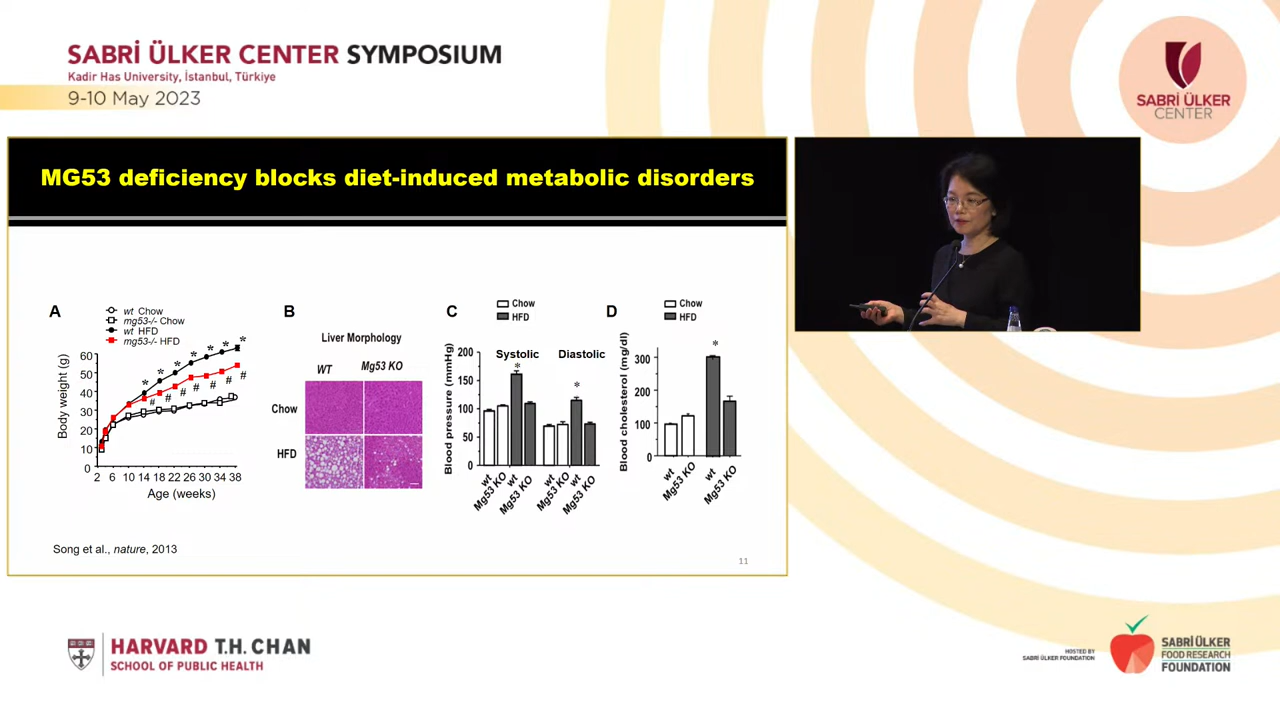 SABRİ ÜLKER CENTER SYMPOSIUM
Kadir Has University, İstanbul, Türkiye
9-10 May 2023
SABRİ ÜLKER
CENTER
MG53 deficiency blocks diet-induced metabolic disorders
A
wt Chow
mg53-/- Chow
wt HFD
mg53-/- HFD
Body weight (g)
60
50
40
30
20
10
0
* * * * * * *
# # # # # # #
2 6 10 14 18 22 26 30 34 38
Age (weeks)
B
Liver Morphology
WT Mg53 KO
Chow
HFD
C
Chow
HFD
Systolic Diastolic
* *
Blood pressure (mmHg)
200
150
100
50
0
wt Mg53 KO wt Mg53 KO wt Mg53 KO wt Mg53 KO
D
Chow
HFD
*
Blood cholesterol (mg/dl)
300
200
100
0
wt Mg53 KO wt Mg53 KO
Song et al., nature, 2013
11
HARVARD T.H. CHAN
SCHOOL OF PUBLIC HEALTH
HOSTED BY
SABRİ ÜLKER FOUNDATION
SABRİ ÜLKER
FOOD RESEARCH
FOUNDATION